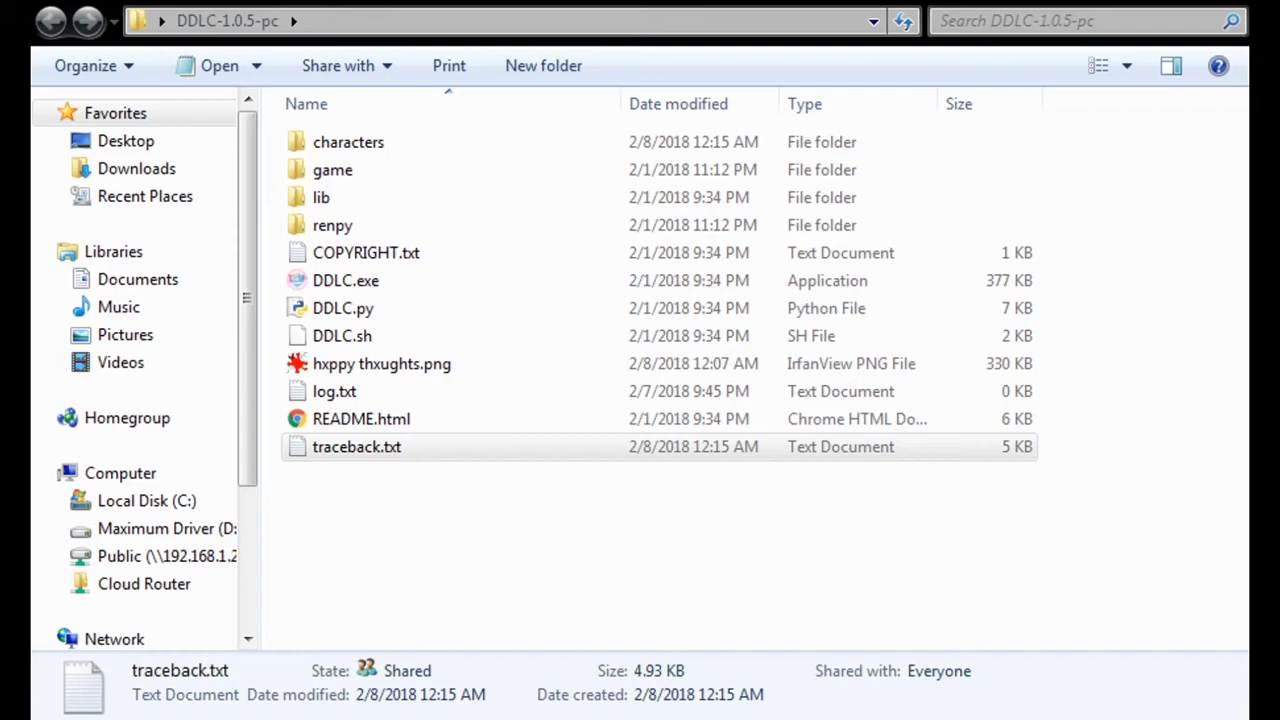 DDLC-1.0.5-pc
Search DDLC-1.0.5-pc
Organize Open Share with Print New folder
Name Date modified Type Size
Favorites
Desktop
Downloads
Recent Places
Libraries
Documents
Music
Pictures
Videos
Homegroup
Computer
Local Disk (C:)
Maximum Driver (D:
Public (\\192.168.1.2
Cloud Router
Network
characters 2/8/2018 12:15 AM File folder
game 2/1/2018 11:12 PM File folder
lib 2/1/2018 9:34 PM File folder
renpy 2/1/2018 11:12 PM File folder
COPYRIGHT.txt 2/1/2018 9:34 PM Text Document 1 KB
DDLC.exe 2/1/2018 9:34 PM Application 377 KB
DDLC.py 2/1/2018 9:34 PM Python File 7 KB
DDLC.sh 2/1/2018 9:34 PM SH File 2 KB
hxppy thxughts.png 2/8/2018 12:07 AM IrfanView PNG File 330 KB
log.txt 2/7/2018 9:45 PM Text Document 0 KB
README.html 2/1/2018 9:34 PM Chrome HTML Do... 6 KB
traceback.txt 2/8/2018 12:15 AM Text Document 5 KB
traceback.txt State: Shared Size: 4.93 KB Shared with: Everyone
Text Document Date modified: 2/8/2018 12:15 AM Date created: 2/8/2018 12:15 AM